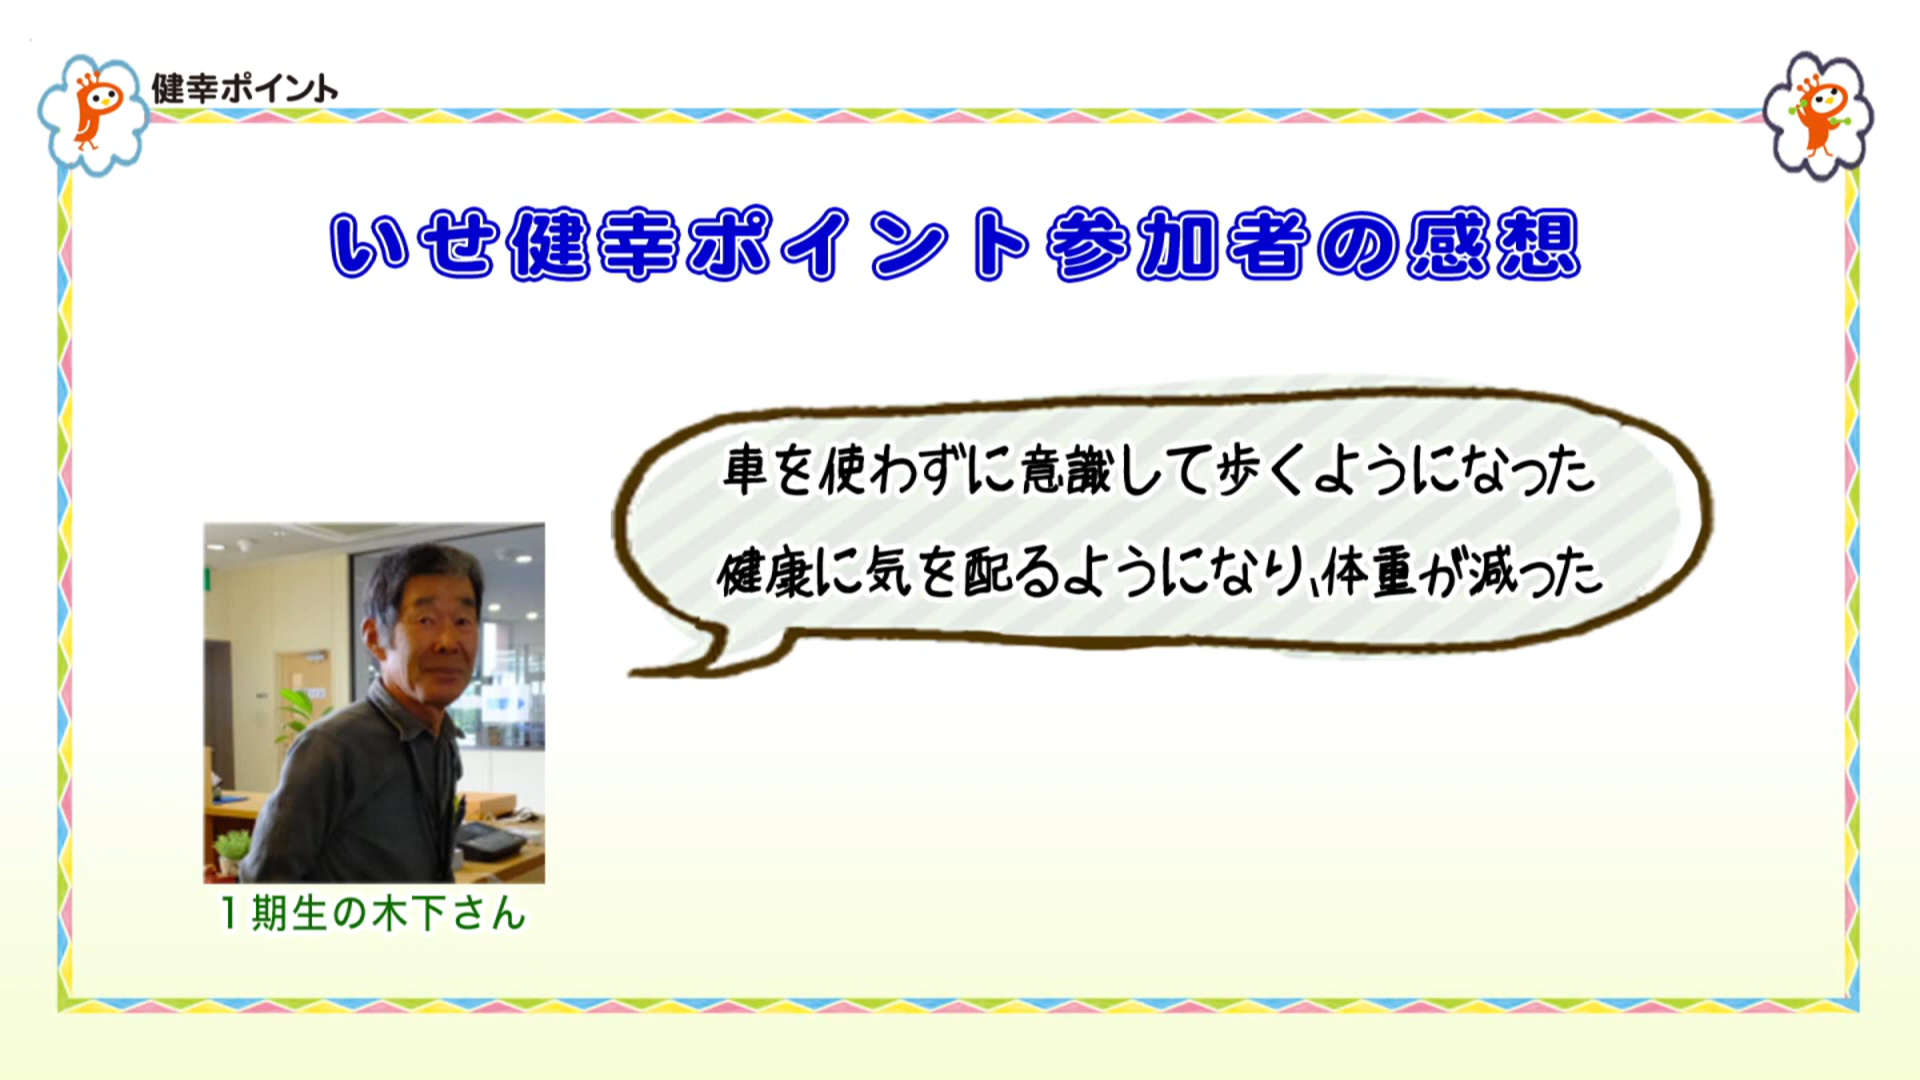 健幸ポイント
いせ健幸ポイント参加者の感想
車を使わずに意識して歩くようになった
健康に気を配るようになり、体重が減った
１期生の木下さん